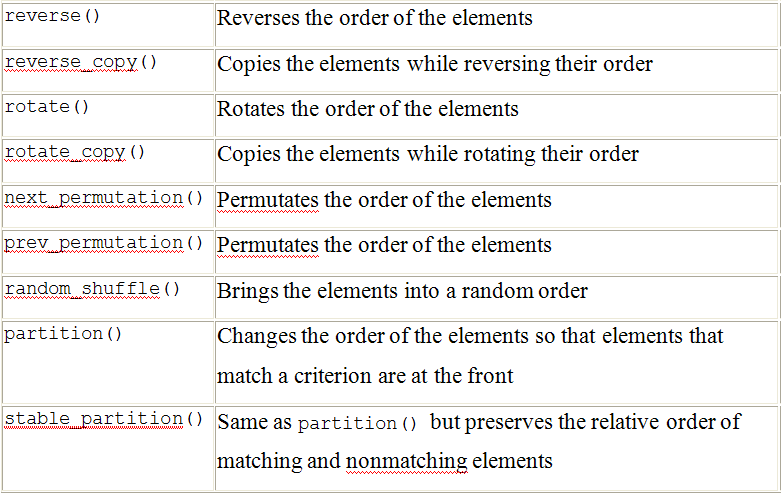 reverse() Reverses the order of the elements
reverse_copy() Copies the elements while reversing their order
rotate() Rotates the order of the elements
rotate_copy() Copies the elements while rotating their order
next_permutation() Permutates the order of the elements
prev_permutation() Permutates the order of the elements
random_shuffle() Brings the elements into a random order
partition() Changes the order of the elements so that elements that
match a criterion are at the front
stable_partition() Same as partition() but preserves the relative order of
matching and nonmatching elements